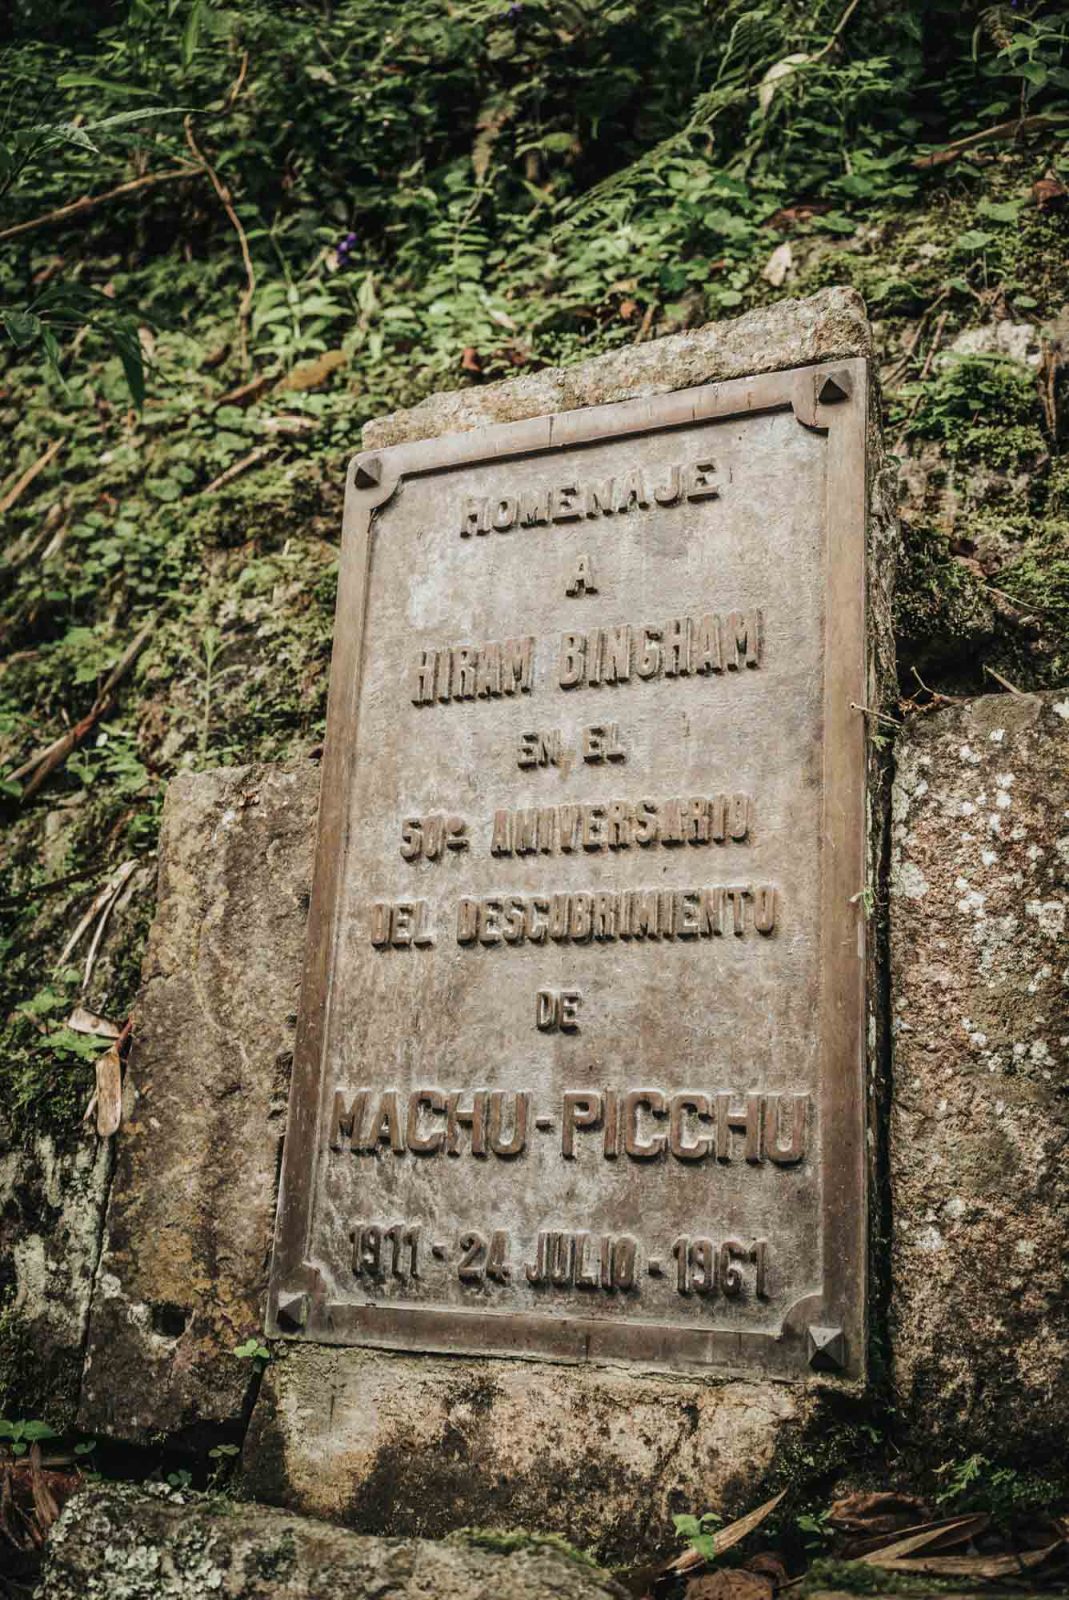 HOMENAJE
A
HIRAM BINGHAM
EN EL
50º ANIVERSARIO
DEL DESCUBRIMIENTO
DE
MACHU-PICCHU
1911-24 JULIO-1961